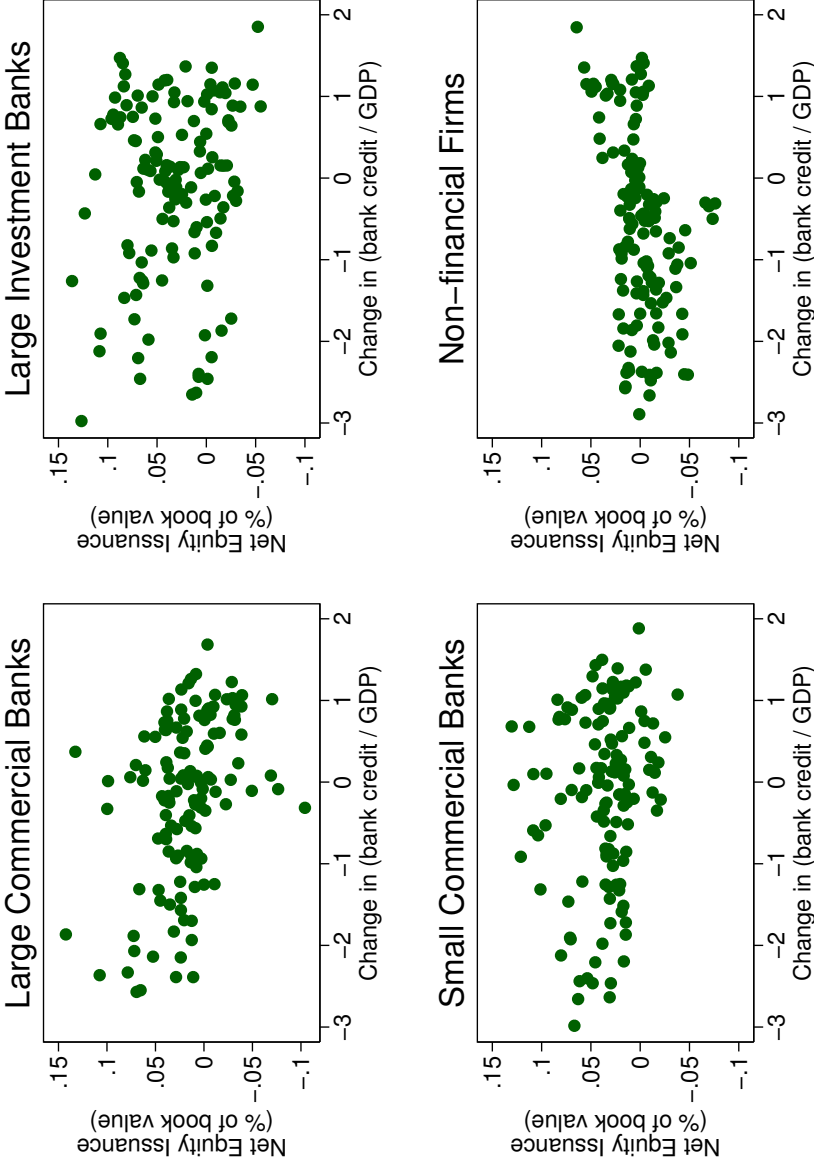 Large Commercial Banks
Net Equity Issuance
(% of book value)
.15
.1
.05
0
−.05
−.1
−3 −2 −1 0 1 2
Change in (bank credit / GDP)
Large Investment Banks
Net Equity Issuance
(% of book value)
.15
.1
.05
0
−.05
−.1
−3 −2 −1 0 1 2
Change in (bank credit / GDP)
Small Commercial Banks
Net Equity Issuance
(% of book value)
.15
.1
.05
0
−.05
−.1
−3 −2 −1 0 1 2
Change in (bank credit / GDP)
Non−financial Firms
Net Equity Issuance
(% of book value)
.15
.1
.05
0
−.05
−.1
−3 −2 −1 0 1 2
Change in (bank credit / GDP)